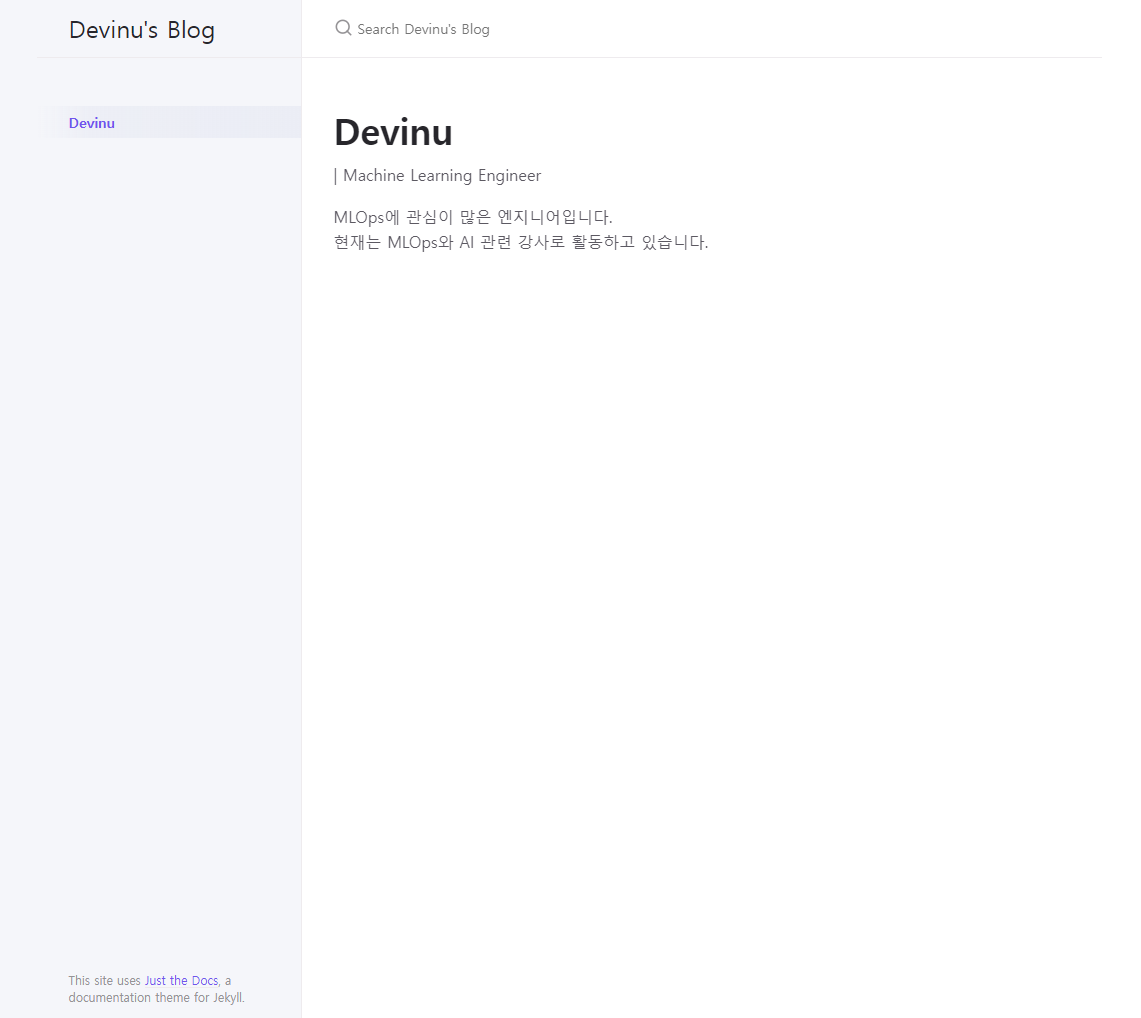 Devinu's Blog
Search Devinu's Blog
Devinu
Devinu
| Machine Learning Engineer
MLOps에 관심이 많은 엔지니어입니다.
현재는 MLOps와 AI 관련 강사로 활동하고 있습니다.
This site uses Just the Docs, a
documentation theme for Jekyll.